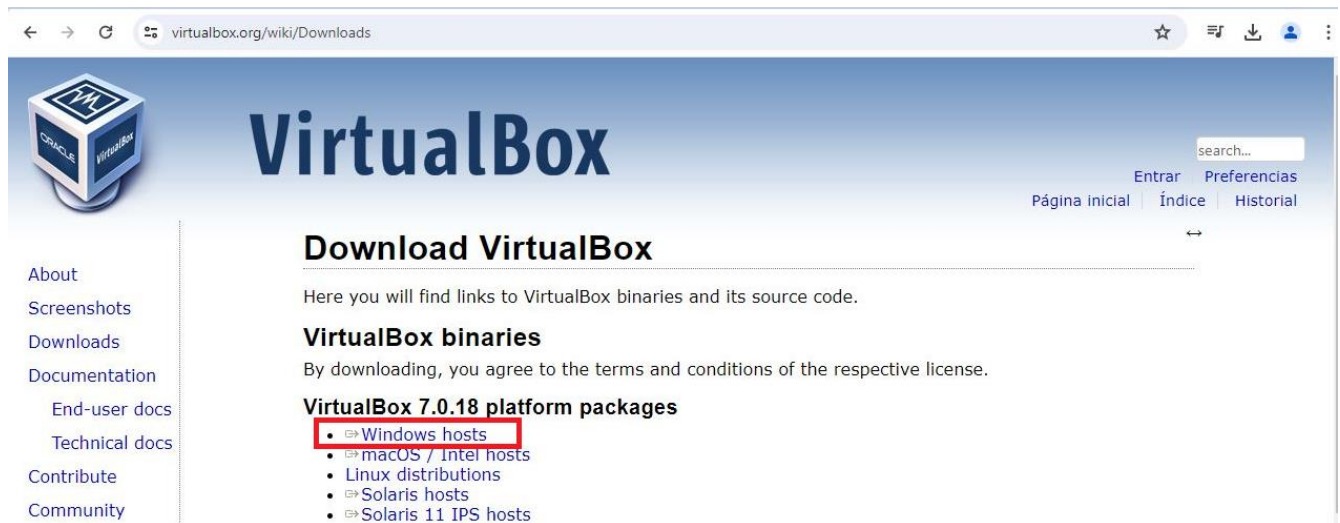 virtualbox.org/wiki/Downloads
ORACLE
VirtualBox
VirtualBox
search...
Entrar Preferencias
Página inicial Índice Historial
Download VirtualBox
About
Here you will find links to VirtualBox binaries and its source code.
Screenshots
VirtualBox binaries
Downloads
By downloading, you agree to the terms and conditions of the respective license.
Documentation
End-user docs
VirtualBox 7.0.18 platform packages
Technical docs
Windows hosts
macOS / Intel hosts
Contribute
Linux distributions
Solaris hosts
Community
Solaris 11 IPS hosts